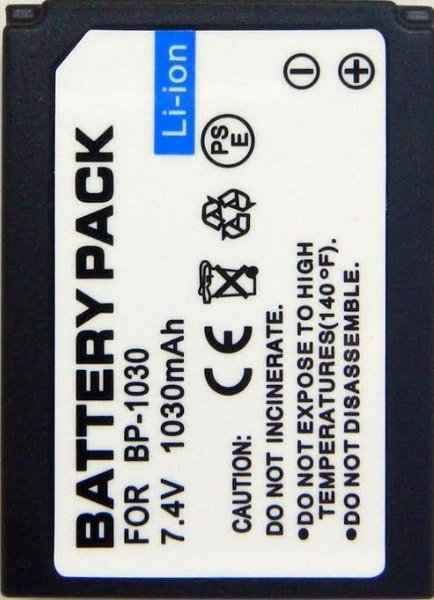 BATTERY PACK
Li-ion
FOR BP-1030
7.4V 1030mAh
PS
E
CE
CAUTION:
DO NOT INCINERATE.
●DO NOT EXPOSE TO HIGH
TEMPERATURES(140°F).
●DO NOT DISASSEMBLE.